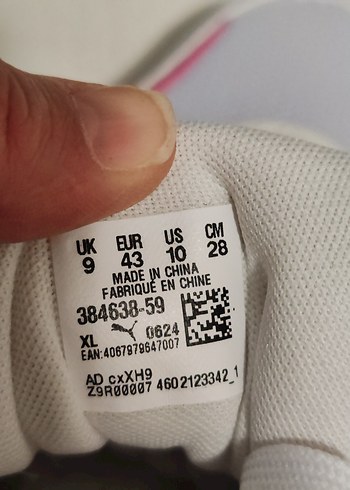 UK EUR US CM
9 43 10 28
MADE IN CHINA
FABRIQUÉ EN CHINE
384638-59
XL 0624
EAN:4067979647007
AD cxXH9
Z9R00007 4602123342_1